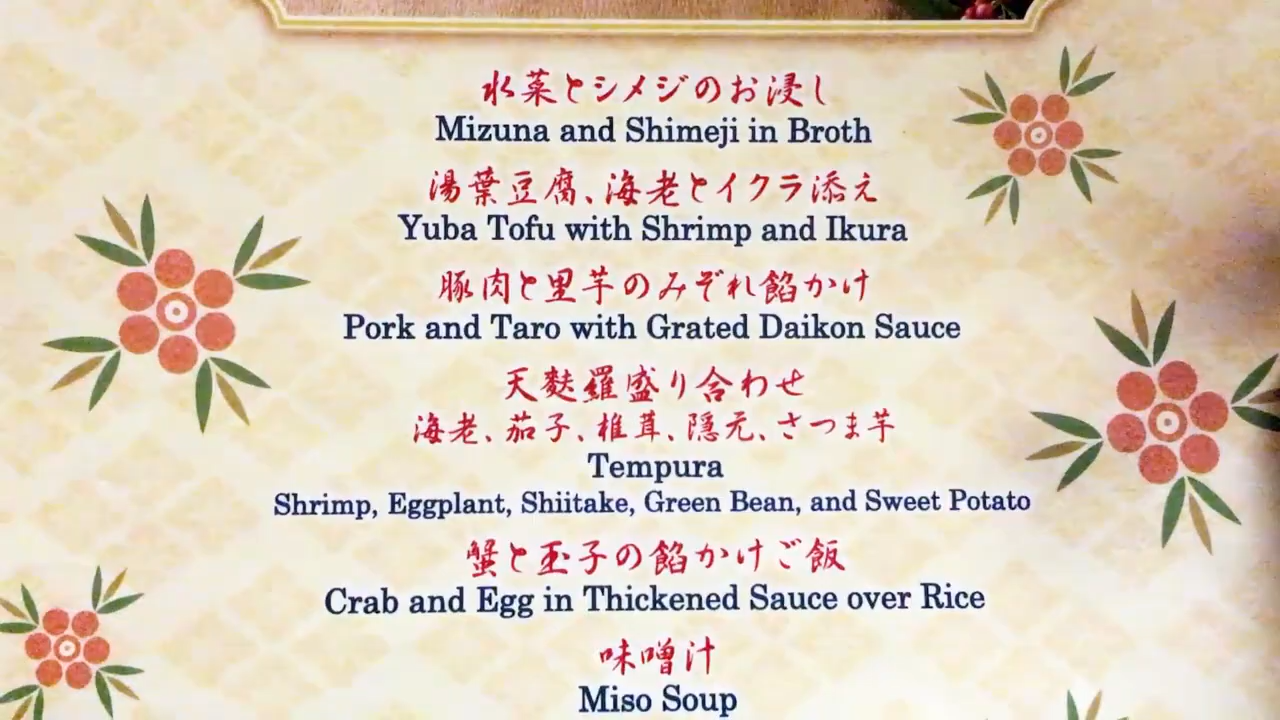 水菜とシメジのお浸し
Mizuna and Shimeji in Broth
湯葉豆腐、海老とイクラ添え
Yuba Tofu with Shrimp and Ikura
豚肉と里芋のみぞれ餡かけ
Pork and Taro with Grated Daikon Sauce
天麩羅盛り合わせ
海老、茄子、椎茸、隠元、さつま芋
Tempura
Shrimp, Eggplant, Shiitake, Green Bean, and Sweet Potato
蟹と玉子の餡かけご飯
Crab and Egg in Thickened Sauce over Rice
味噌汁
Miso Soup